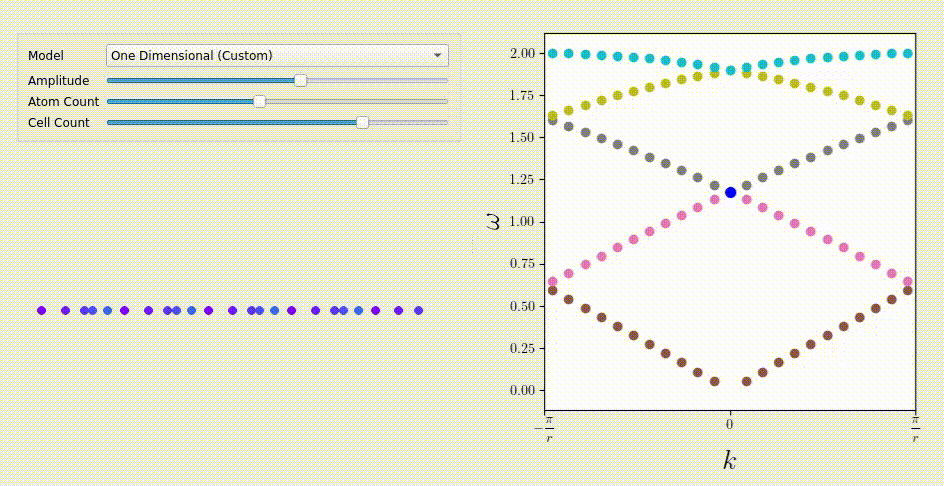 Model One Dimensional (Custom)
Amplitude
Atom Count
Cell Count
2.00
1.75
1.50
1.25
1.00
0.75
0.50
0.25
0.00
ω
-π/r 0 π/r
k